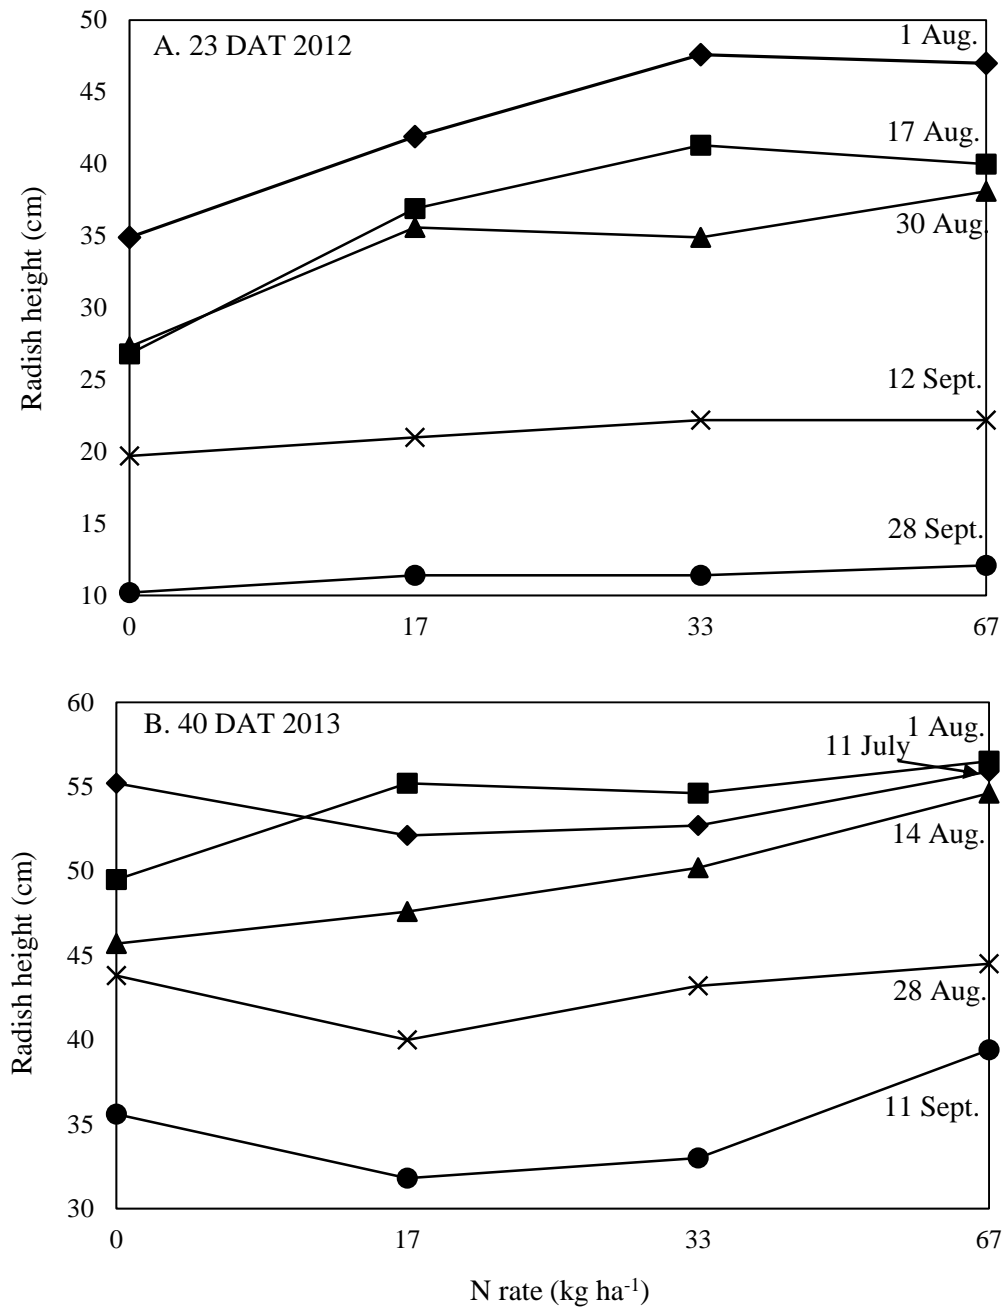 50
A. 23 DAT 2012
1 Aug.
45
17 Aug.
40
35
30 Aug.
Radish height (cm)
30
25
12 Sept.
20
15
28 Sept.
10
0 17 33 67
60
B. 40 DAT 2013
1 Aug.
11 July
55
14 Aug.
50
Radish height (cm)
45
28 Aug.
40
11 Sept.
35
30
0 17 33 67
N rate (kg ha⁻¹)